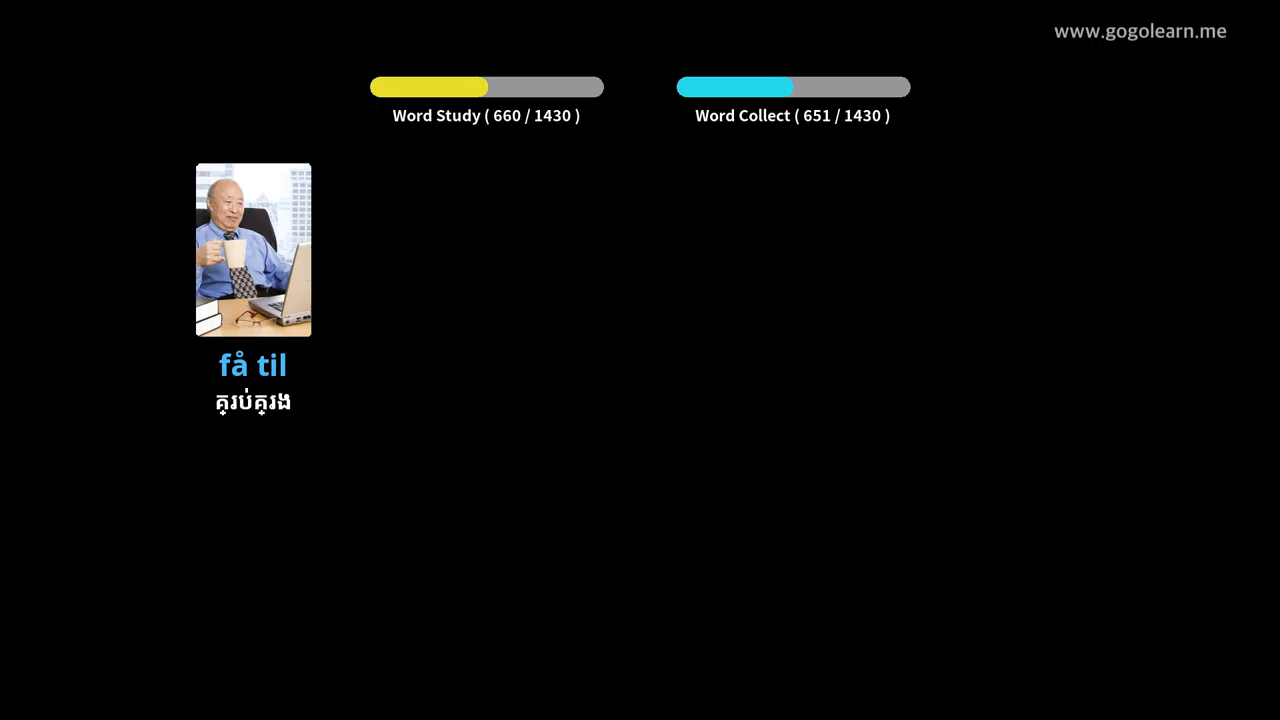 www.gogolearn.me
Word Study ( 660 / 1430 )
Word Collect ( 651 / 1430 )
få til
គ្រប់គ្រង